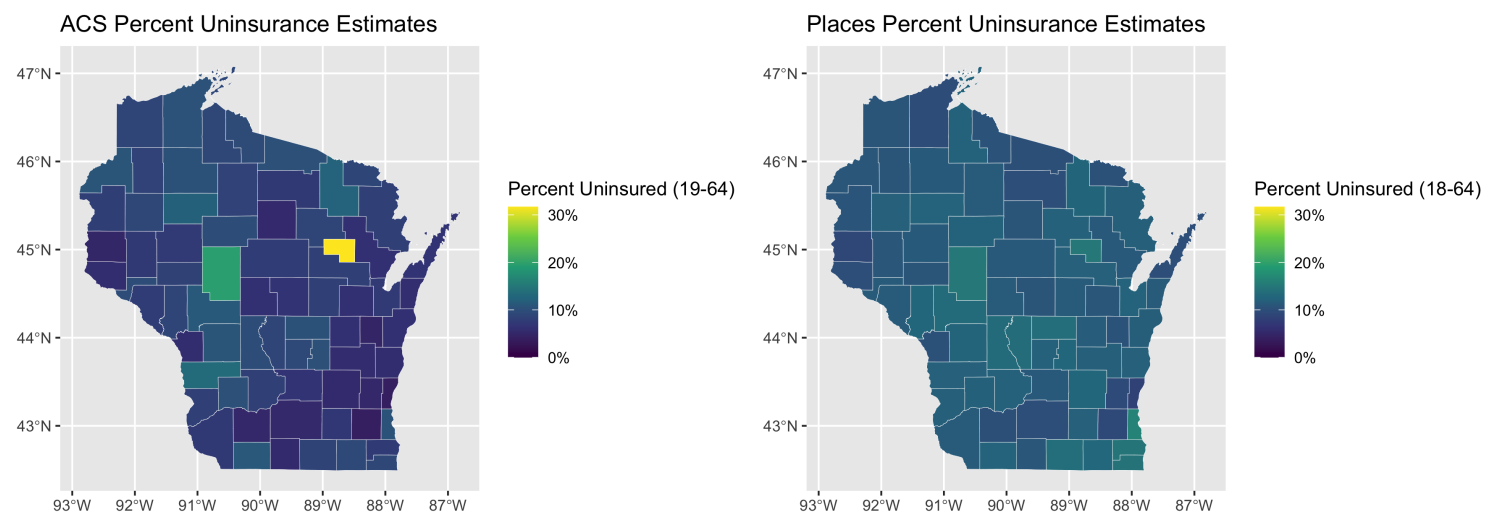 ACS Percent Uninsurance Estimates
47°N
46°N
45°N
44°N
43°N
93°W 92°W 91°W 90°W 89°W 88°W 87°W
Percent Uninsured (19-64)
30%
20%
10%
0%
Places Percent Uninsurance Estimates
47°N
46°N
45°N
44°N
43°N
93°W 92°W 91°W 90°W 89°W 88°W 87°W
Percent Uninsured (18-64)
30%
20%
10%
0%